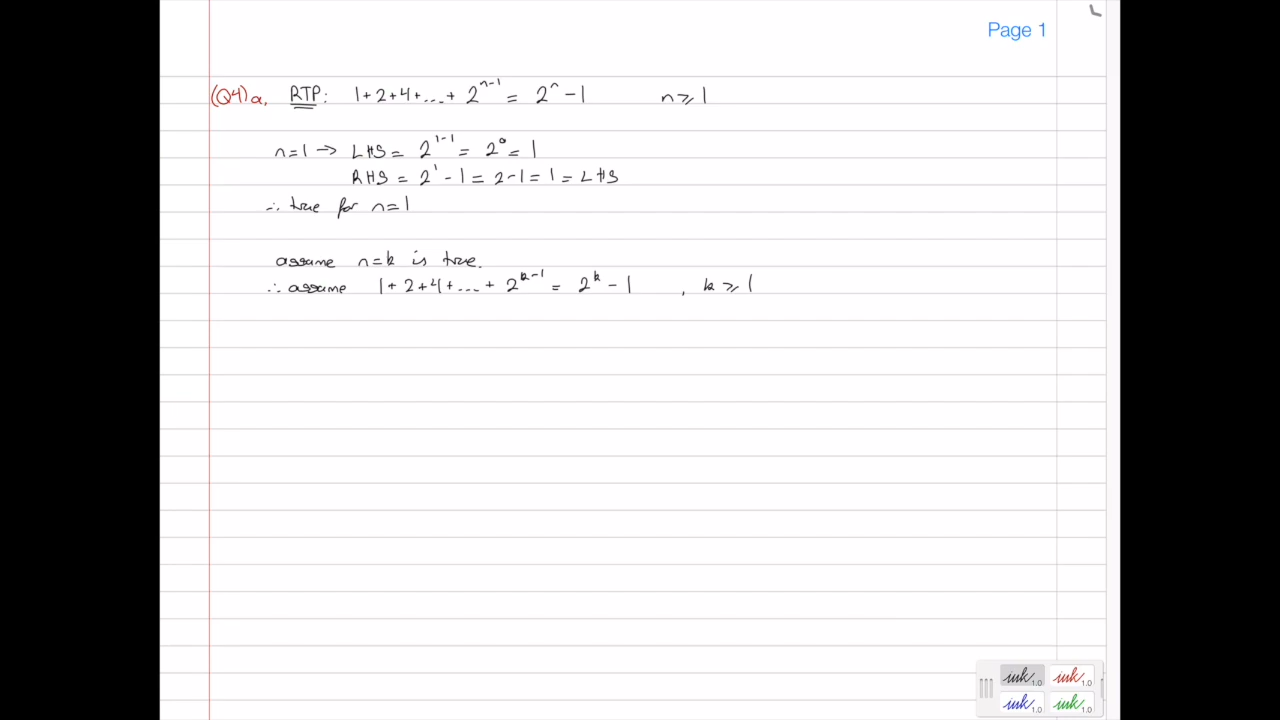 Page 1
(Q4) a, RTP: 1+2+4+...+ 2^{n-1} = 2^n - 1 n ⩾ 1
n=1 → LHS = 2^{1-1} = 2^0 = 1
RHS = 2^1 - 1 = 2-1 = 1 = LHS
∴ true for n=1
assume n=k is true.
∴ assume 1+2+4+...+ 2^{k-1} = 2^k - 1 , k ⩾ 1
ink 1.0 ink 1.0
ink 1.0 ink 1.0